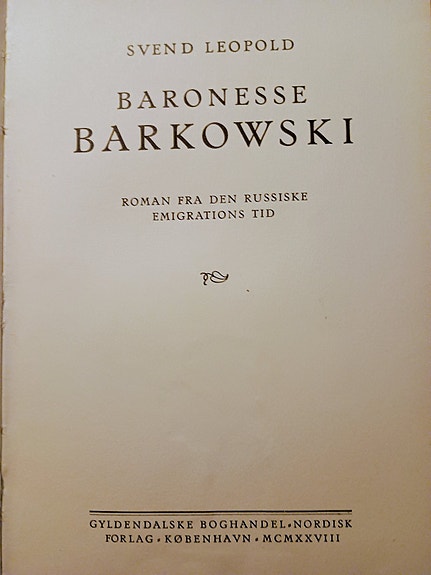 SVEND LEOPOLD
BARONESSE
BARKOWSKI
ROMAN FRA DEN RUSSISKE
EMIGRATIONS TID
GYLDENDALSKE BOGHANDEL • NORDISK
FORLAG • KØBENHAVN • MCMXXVIII